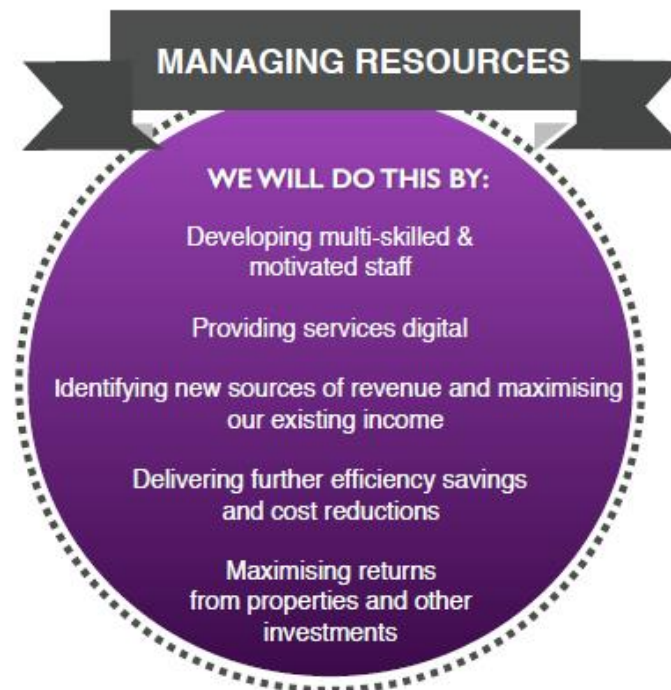 MANAGING RESOURCES
WE WILL DO THIS BY:
Developing multi-skilled &
motivated staff
Providing services digital
Identifying new sources of revenue and maximising
our existing income
Delivering further efficiency savings
and cost reductions
Maximising returns
from properties and other
investments